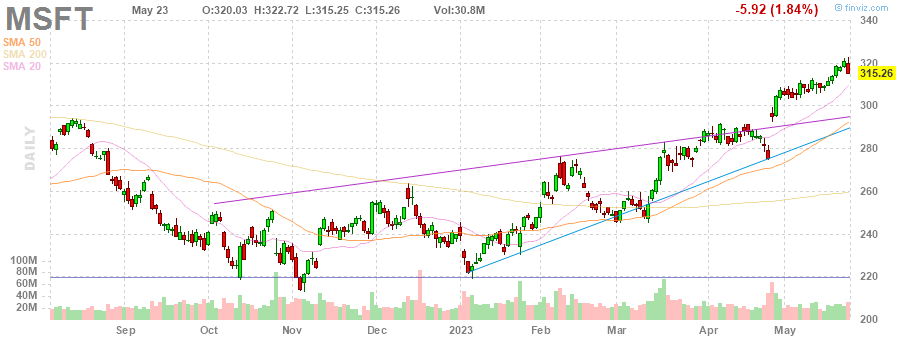 MSFT May 23 O:320.03 H:322.72 L:315.25 C:315.26 Vol:30.8M -5.92 (1.84%) finviz.com
SMA 50
SMA 200
SMA 20
DAILY
340
320
315.26
300
280
260
240
220
200
100M
80M
60M
40M
20M
Sep Oct Nov Dec 2023 Feb Mar Apr May